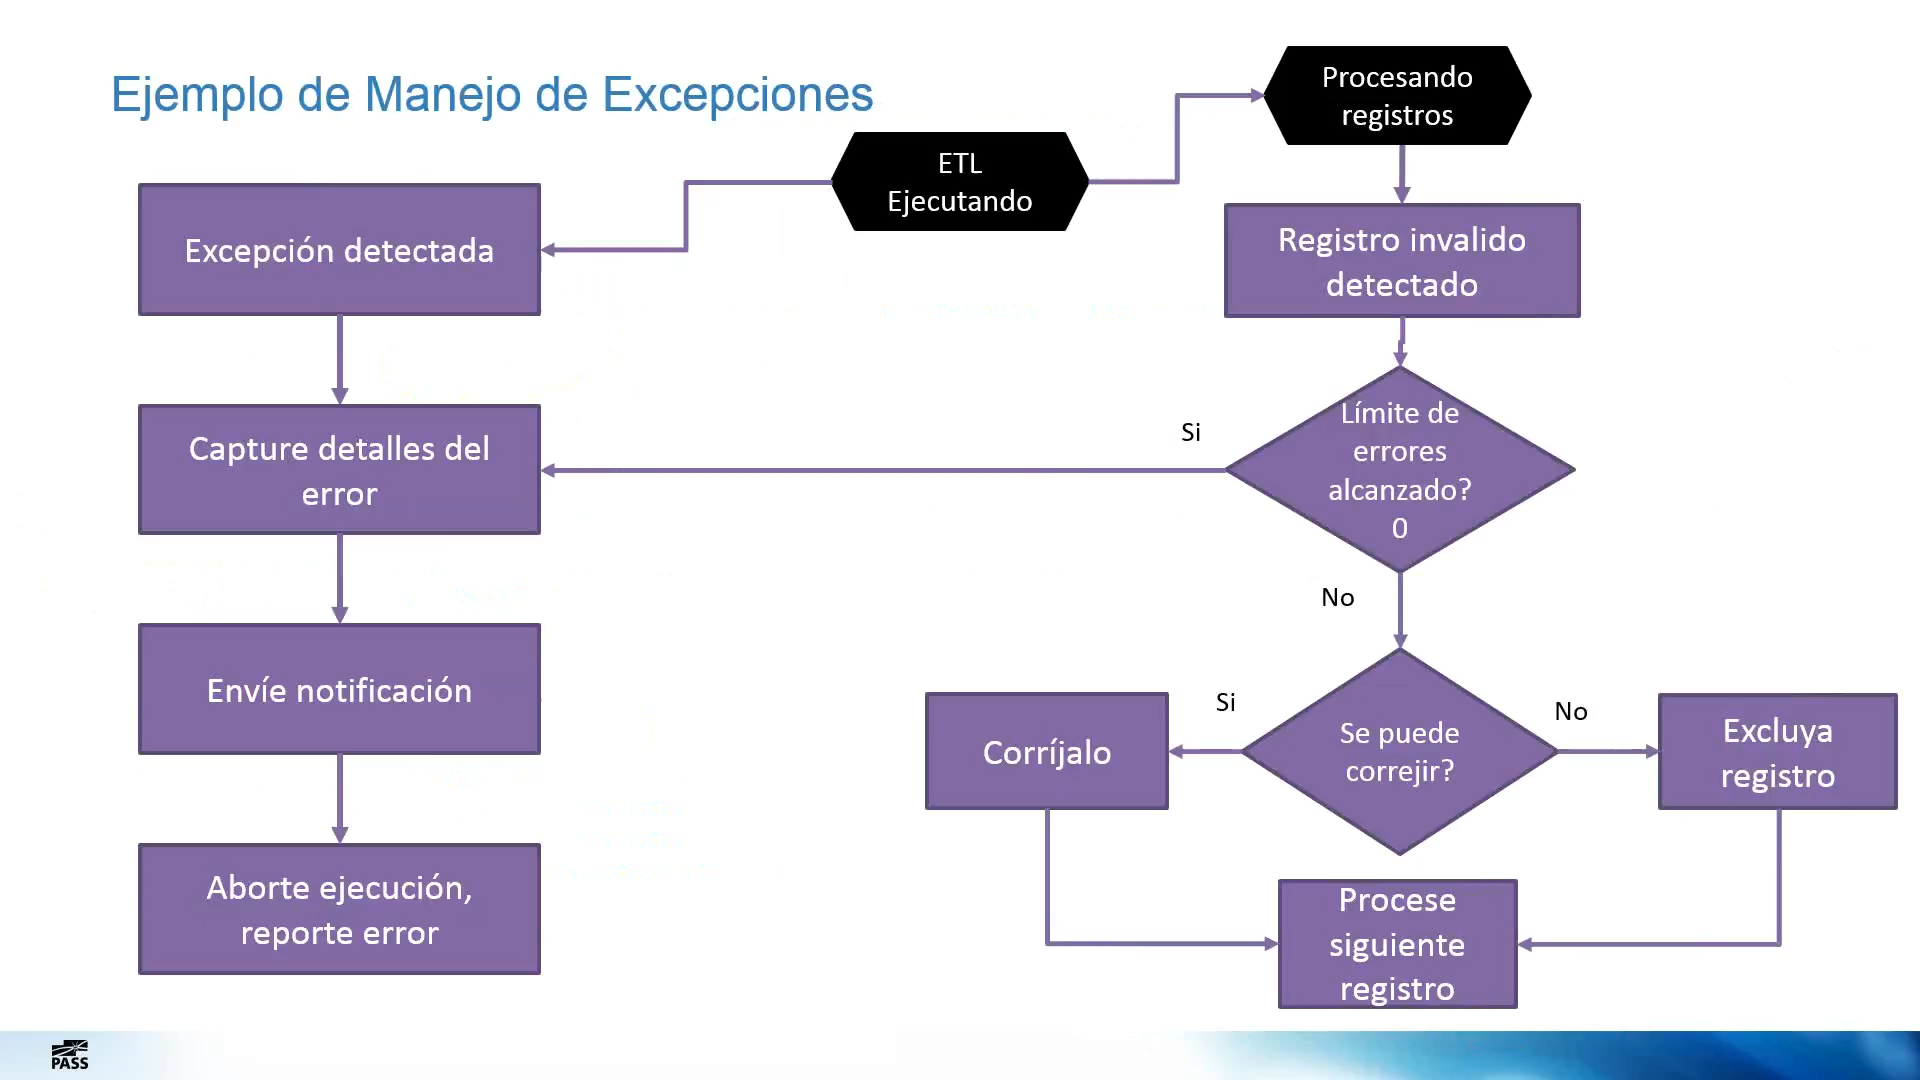 Ejemplo de Manejo de Excepciones
ETL
Ejecutando
Procesando
registros
Excepción detectada
Registro invalido
detectado
Capture detalles del
error
Si
Límite de
errores
alcanzado?
0
No
Envíe notificación
Si
Se puede
correjir?
No
Corríjalo
Excluya
registro
Aborte ejecución,
reporte error
Procese
siguiente
registro
PASS